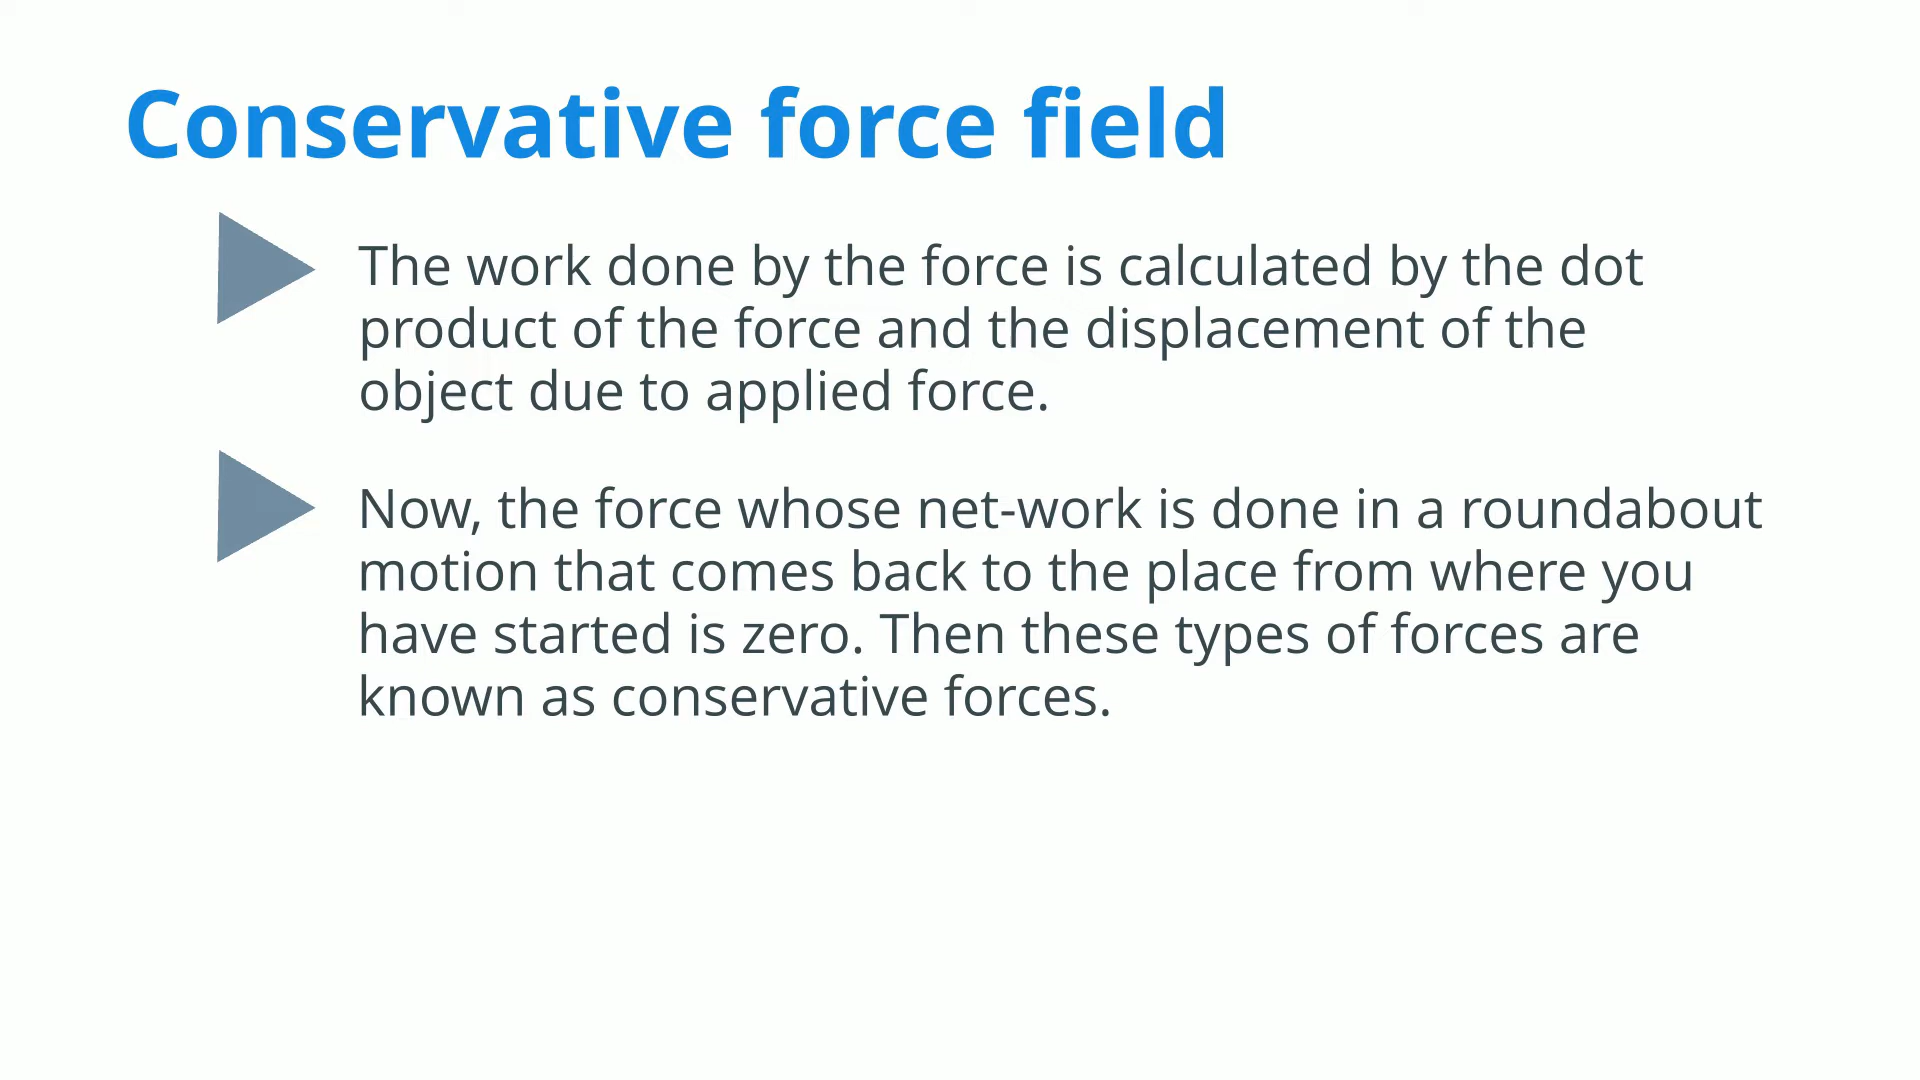 Conservative force field
The work done by the force is calculated by the dot
product of the force and the displacement of the
object due to applied force.
Now, the force whose net-work is done in a roundabout
motion that comes back to the place from where you
have started is zero. Then these types of forces are
known as conservative forces.